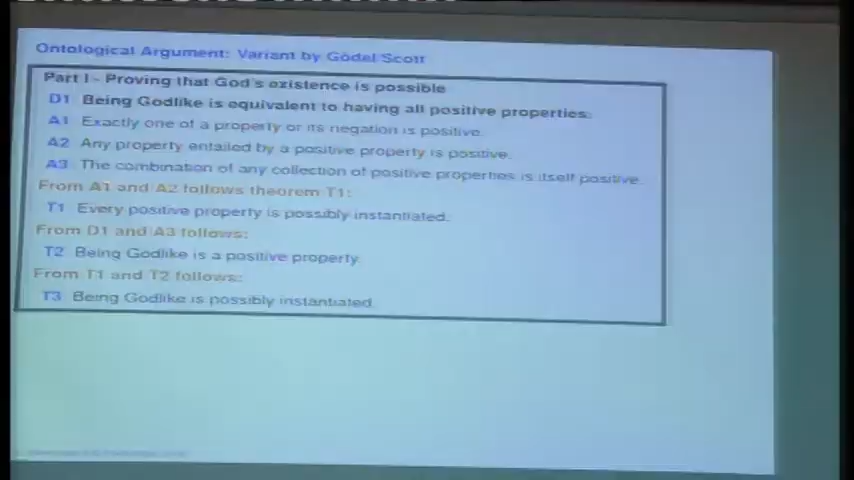 Ontological Argument: Variant by Gödel Scott
Part I - Proving that God's existence is possible
D1 Being Godlike is equivalent to having all positive properties.
A1 Exactly one of a property or its negation is positive.
A2 Any property entailed by a positive property is positive.
A3 The combination of any collection of positive properties is itself positive.
From A1 and A2 follows theorem T1:
T1 Every positive property is possibly instantiated.
From D1 and A3 follows:
T2 Being Godlike is a positive property.
From T1 and T2 follows:
T3 Being Godlike is possibly instantiated.